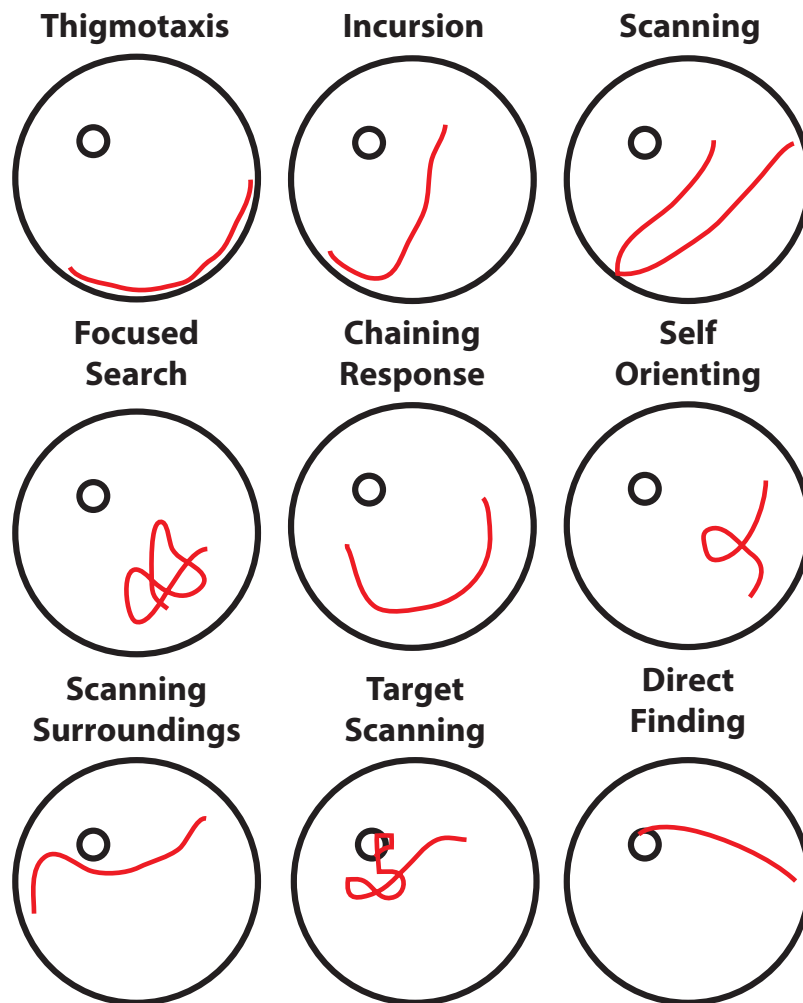 Thigmotaxis
Incursion
Scanning
Focused
Search
Chaining
Response
Self
Orienting
Scanning
Surroundings
Target
Scanning
Direct
Finding